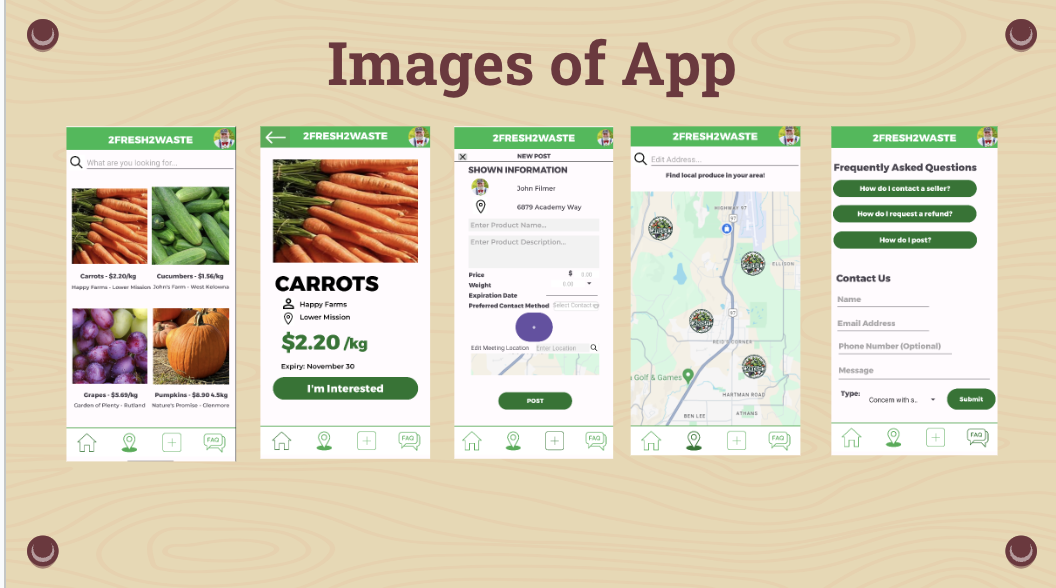 Images of App
2FRESH2WASTE
What are you looking for...
Carrots - $2.20/kg
Happy Farms - Lower Mission
Cucumbers - $1.56/kg
John's Farm - West Kelowna
Grapes - $5.69/kg
Garden of Plenty - Rutland
Pumpkins - $6.90 4.5kg
Nature's Promise - Glenmore
FAQ
2FRESH2WASTE
CARROTS
Happy Farms
Lower Mission
$2.20 /kg
Expiry: November 30
I'm Interested
FAQ
2FRESH2WASTE
NEW POST
SHOWN INFORMATION
John Filmer
6879 Academy Way
Enter Product Name...
Enter Product Description...
Price $ 0.00
Weight 0.00
Expiration Date
Preferred Contact Method Select Contact
+
Edit Meeting Location Enter Location
POST
FAQ
2FRESH2WASTE
Edit Address...
Find local produce in your area!
HIGHWAY 97
97
ELLISON
97
REID'S CORNER
a Golf & Games
HARTMAN ROAD
BEN LEE
ATHANS
FAQ
2FRESH2WASTE
Frequently Asked Questions
How do I contact a seller?
How do I request a refund?
How do I post?
Contact Us
Name
Email Address
Phone Number (Optional)
Message
Type: Concern with a..
Submit
FAQ